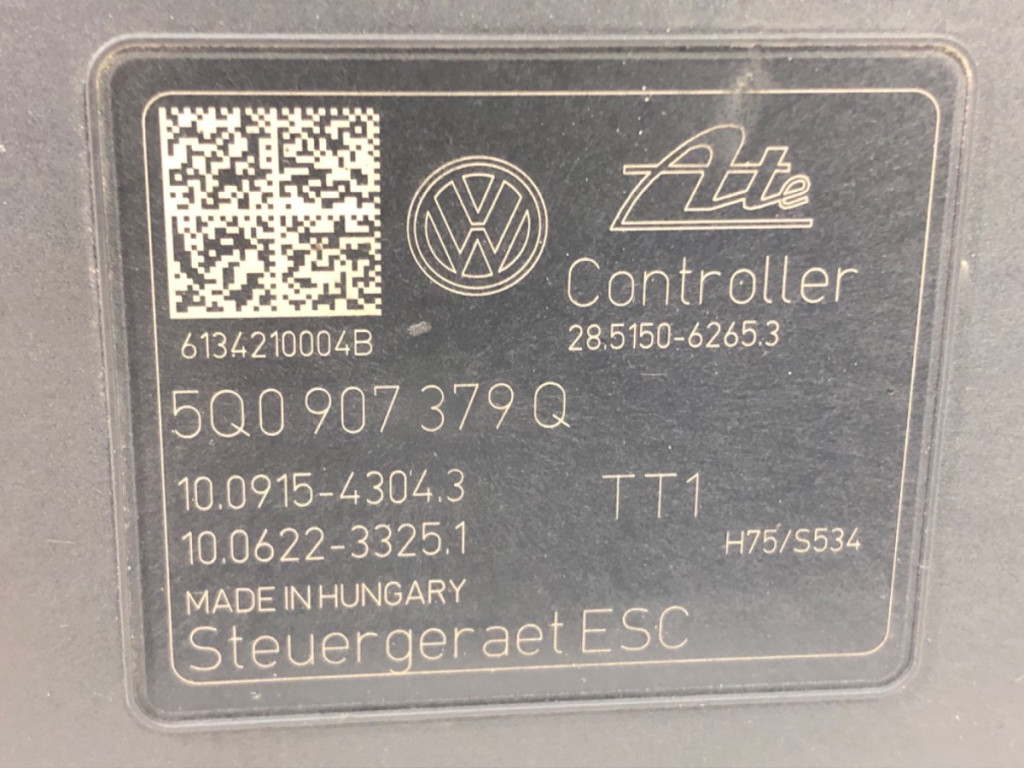 Ate
Controller
28.5150-6265.3
6134210004B
5Q0 907 379 Q
10.0915-4304.3
TT1
10.0622-3325.1
H75/S534
MADE IN HUNGARY
Steuergeraet ESC